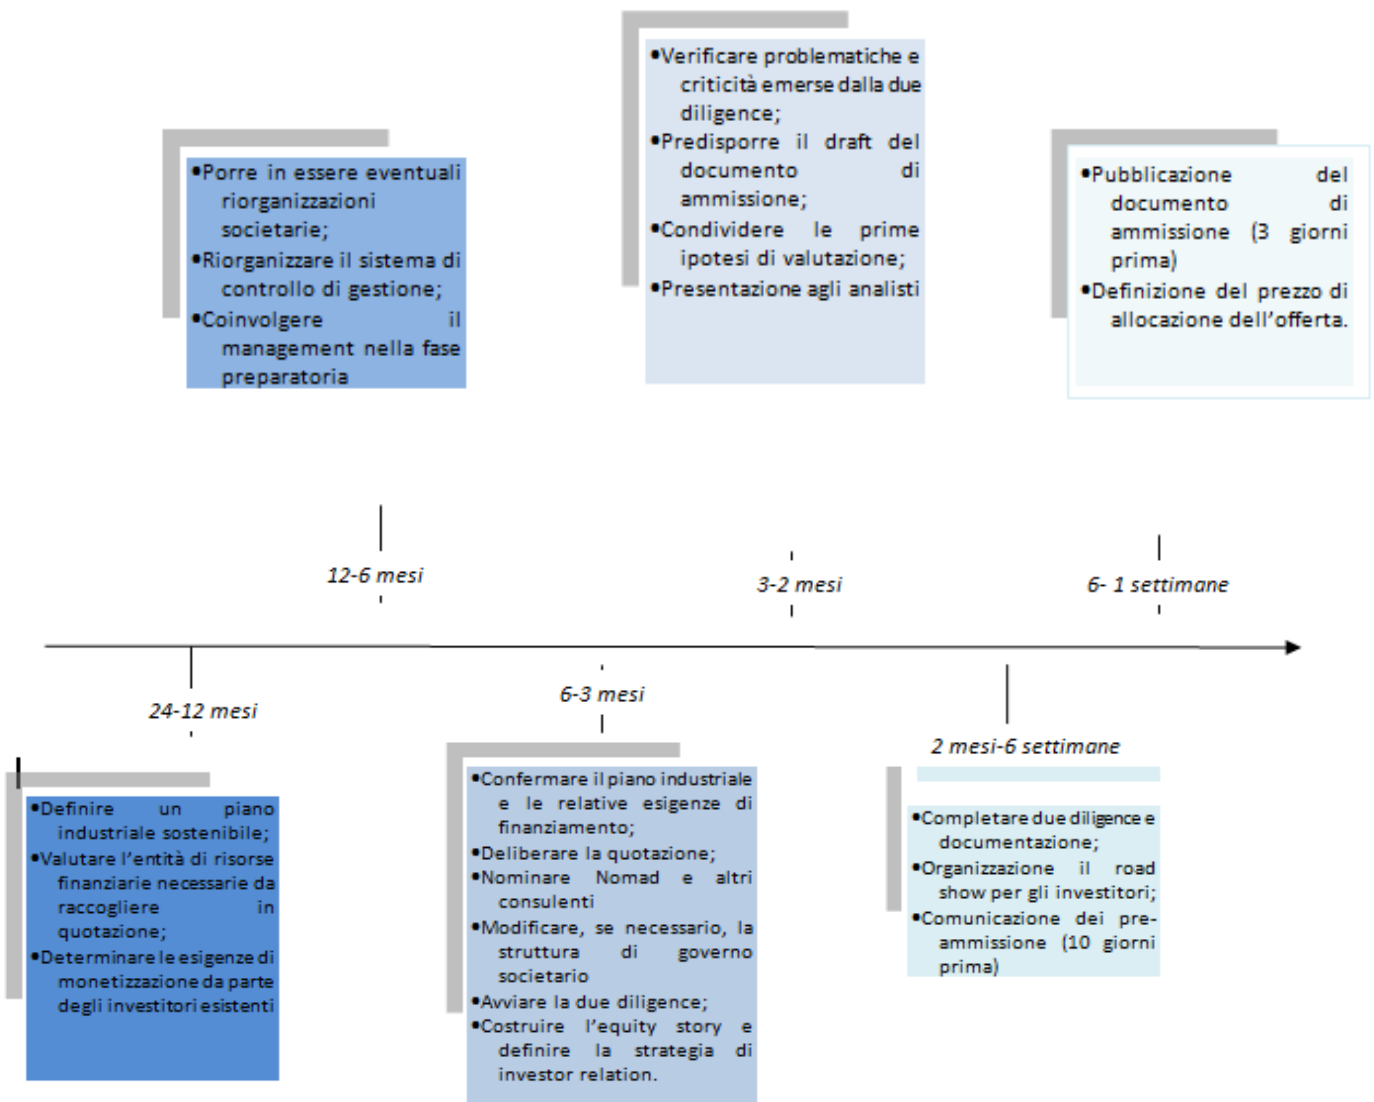 •Verificare problematiche e
criticità emerse dalla due
diligence;
•Predisporre il draft del
documento di
ammissione;
•Condividere le prime
ipotesi di valutazione;
•Presentazione agli analisti
•Porre in essere eventuali
riorganizzazioni
societarie;
•Riorganizzare il sistema di
controllo di gestione;
•Coinvolgere il
management nella fase
preparatoria
•Pubblicazione del
documento di
ammissione (3 giorni
prima)
•Definizione del prezzo di
allocazione dell'offerta.
12-6 mesi
3-2 mesi
6- 1 settimane
24-12 mesi
6-3 mesi
2 mesi-6 settimane
•Definire un piano
industriale sostenibile;
•Valutare l'entità di risorse
finanziarie necessarie da
raccogliere in
quotazione;
•Determinare le esigenze di
monetizzazione da parte
degli investitori esistenti
•Confermare il piano industriale
e le relative esigenze di
finanziamento;
•Deliberare la quotazione;
•Nominare Nomad e altri
consulenti
•Modificare, se necessario, la
struttura di governo
societario
•Avviare la due diligence;
•Costruire l'equity story e
definire la strategia di
investor relation.
•Completare due diligence e
documentazione;
•Organizzazione il road
show per gli investitori;
•Comunicazione dei pre-
ammissione (10 giorni
prima)